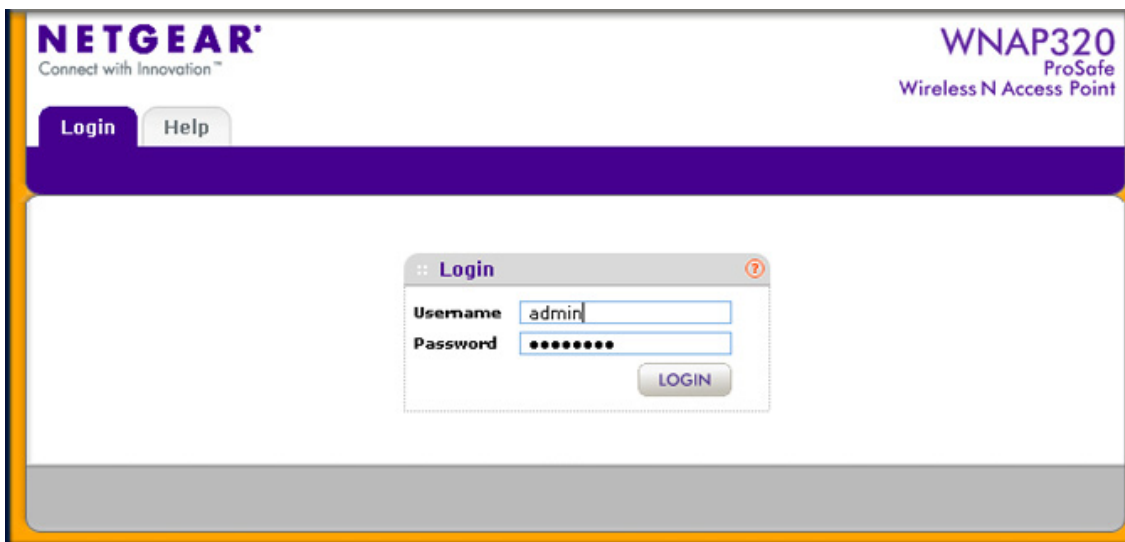 NETGEAR®
Connect with Innovation™
WNAP320
ProSafe
Wireless N Access Point
Login
Help
Login
?
Username
admin
Password
••••••••
LOGIN